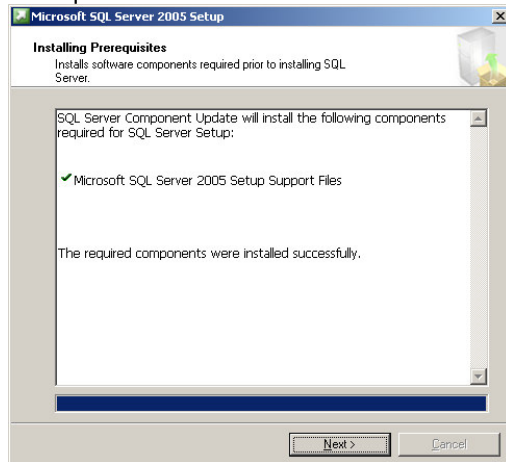 Microsoft SQL Server 2005 Setup
Installing Prerequisites
Installs software components required prior to installing SQL
Server.
SQL Server Component Update will install the following components
required for SQL Server Setup:
Microsoft SQL Server 2005 Setup Support Files
The required components were installed successfully.
Next >
Cancel